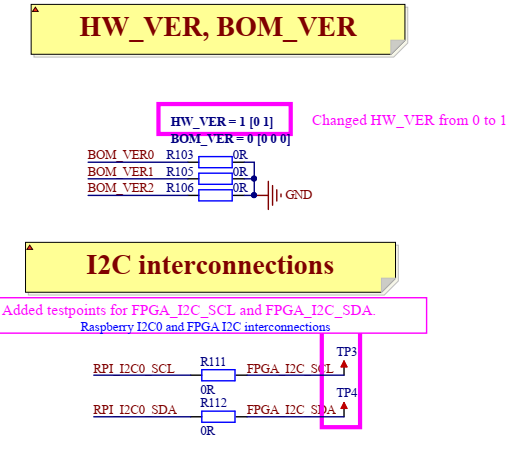 HW_VER, BOM_VER
HW_VER = 1 [0 1]
Changed HW_VER from 0 to 1
BOM_VER = 0 [0 0 0]
BOM_VER0 R103 0R
BOM_VER1 R105 0R
BOM_VER2 R106 0R
GND
I2C interconnections
Added testpoints for FPGA_I2C_SCL and FPGA_I2C_SDA.
Raspberry I2C0 and FPGA I2C interconnections
TP3
RPI_I2C0_SCL R111 FPGA_I2C_SCL
0R
TP4
RPI_I2C0_SDA R112 FPGA_I2C_SDA
0R